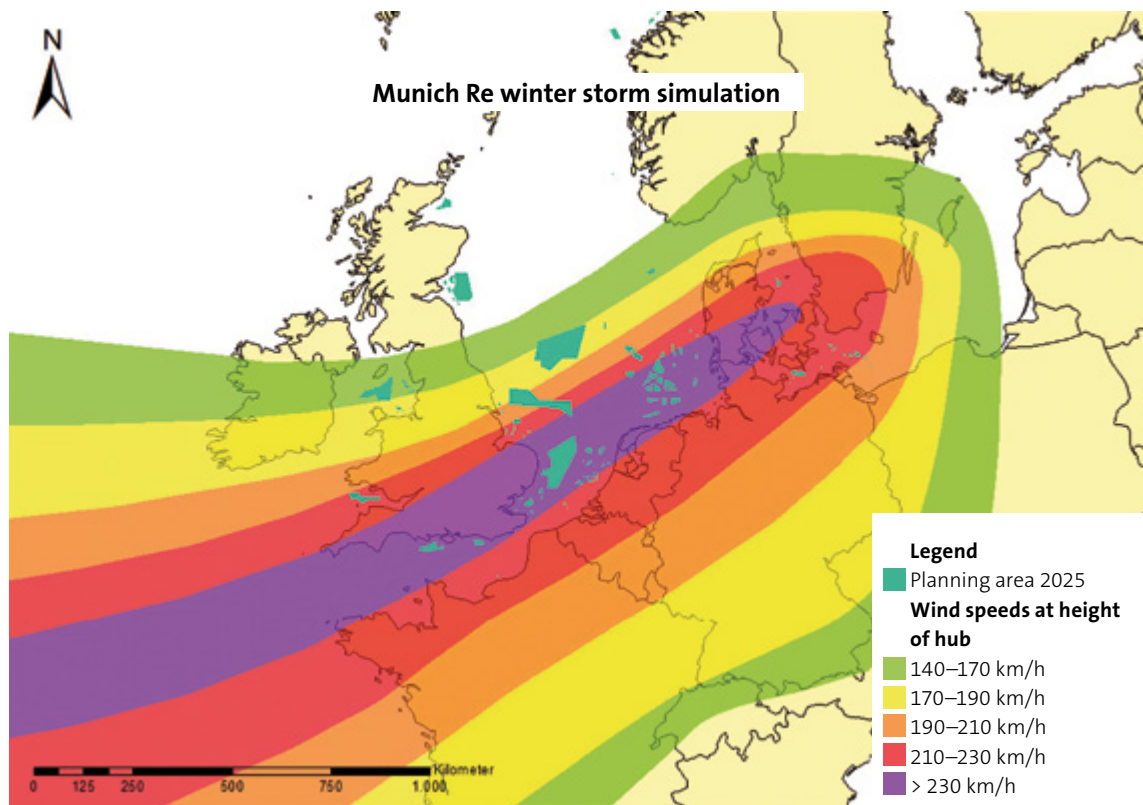 N
Munich Re winter storm simulation
Legend
Planning area 2025
Wind speeds at height
of hub
140–170 km/h
170–190 km/h
190–210 km/h
210–230 km/h
> 230 km/h
Kilometer
0 125 250 500 750 1.000